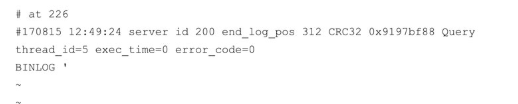 # at 226
#170815 12:49:24 server id 200 end_log_pos 312 CRC32 0x9197bf88 Query
thread_id=5 exec_time=0 error_code=0
BINLOG '
~
~